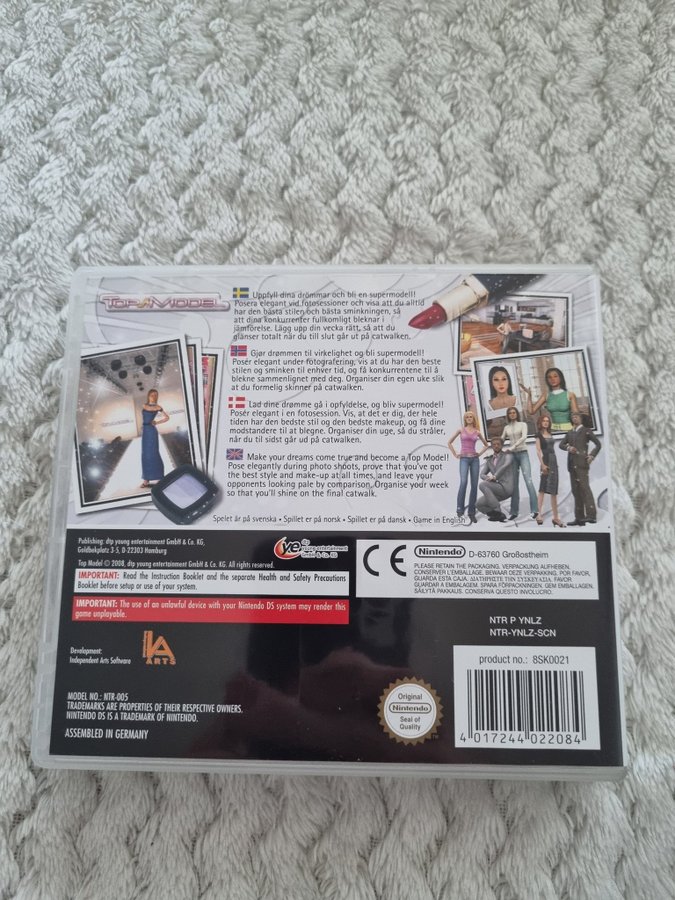 TOP MODEL
Uppfyll dina drömmar och bli en supermodell!
Posera elegant vid fotosessioner och visa att du alltid
har den bästa stilen och bästa sminkningen, så
att dina konkurrenter fullkomligt bleknar i
jämförelse. Lägg upp din vecka rätt, så att du
glänser totalt när du till slut går ut på catwalken.
Gjør drømmen til virkelighet og bli supermodell!
Posér elegant under fotografering, vis at du har den beste
stilen og sminken til enhver tid, og få konkurrentene til å
blekne sammenlignet med deg. Organiser din egen uke slik
at du formelig skinner på catwalken.
Lad dine drømme gå i opfyldelse, og bliv supermodel!
Posér elegant i en fotosession. Vis, at det er dig, der hele
tiden har den bedste stil og den bedste makeup, og få dine
modstandere til at blegne. Organiser din uge, så du stråler,
når du til sidst går ud på catwalken.
Make your dreams come true and become a Top Model!
Pose elegantly during photo shoots, prove that you've got
the best style and make-up at all times, and leave your
opponents looking pale by comparison. Organise your week
so that you'll shine on the final catwalk.
Spelet är på svenska • Spillet er på norsk • Spillet er på dansk • Game in English
Publishing: dtp young entertainment GmbH & Co. KG,
Goldbekplatz 3-5, D-22303 Hamburg
Top Model © 2008, dtp young entertainment GmbH & Co. KG. All rights reserved.
IMPORTANT: Read the Instruction Booklet and the separate Health and Safety Precautions
Booklet before setup or use of your system.
IMPORTANT: The use of an unlawful device with your Nintendo DS system may render this
game unplayable.
Development:
Independent Arts Software
IA
ARTS
MODEL NO.: NTR-005
TRADEMARKS ARE PROPERTIES OF THEIR RESPECTIVE OWNERS.
NINTENDO DS IS A TRADEMARK OF NINTENDO.
ASSEMBLED IN GERMANY
ye
dtp
young entertainment
GmbH & Co. KG
CE
Nintendo D-63760 Großostheim
PLEASE RETAIN THE PACKAGING. VERPACKUNG AUFHEBEN.
CONSERVER L'EMBALLAGE. BEWAAR DEZE VERPAKKING. POR FAVOR,
GUARDA ESTA CAJA. ΔΙΑΤΗΡΗΣΤΕ ΤΗΝ ΣΥΣΚΕΥΑΣΙΑ. FAVOR
GUARDAR A EMBALAGEM. SPARA FÖRPACKNINGEN. GEM EMBALLAGEN.
SÄILYTÄ PAKKAUS. CONSERVA QUESTO INVOLUCRO.
NTR P YNLZ
NTR-YNLZ-SCN
product no.: 8SK0021
4 017244 022084
Original
Nintendo
Seal of
Quality
TM